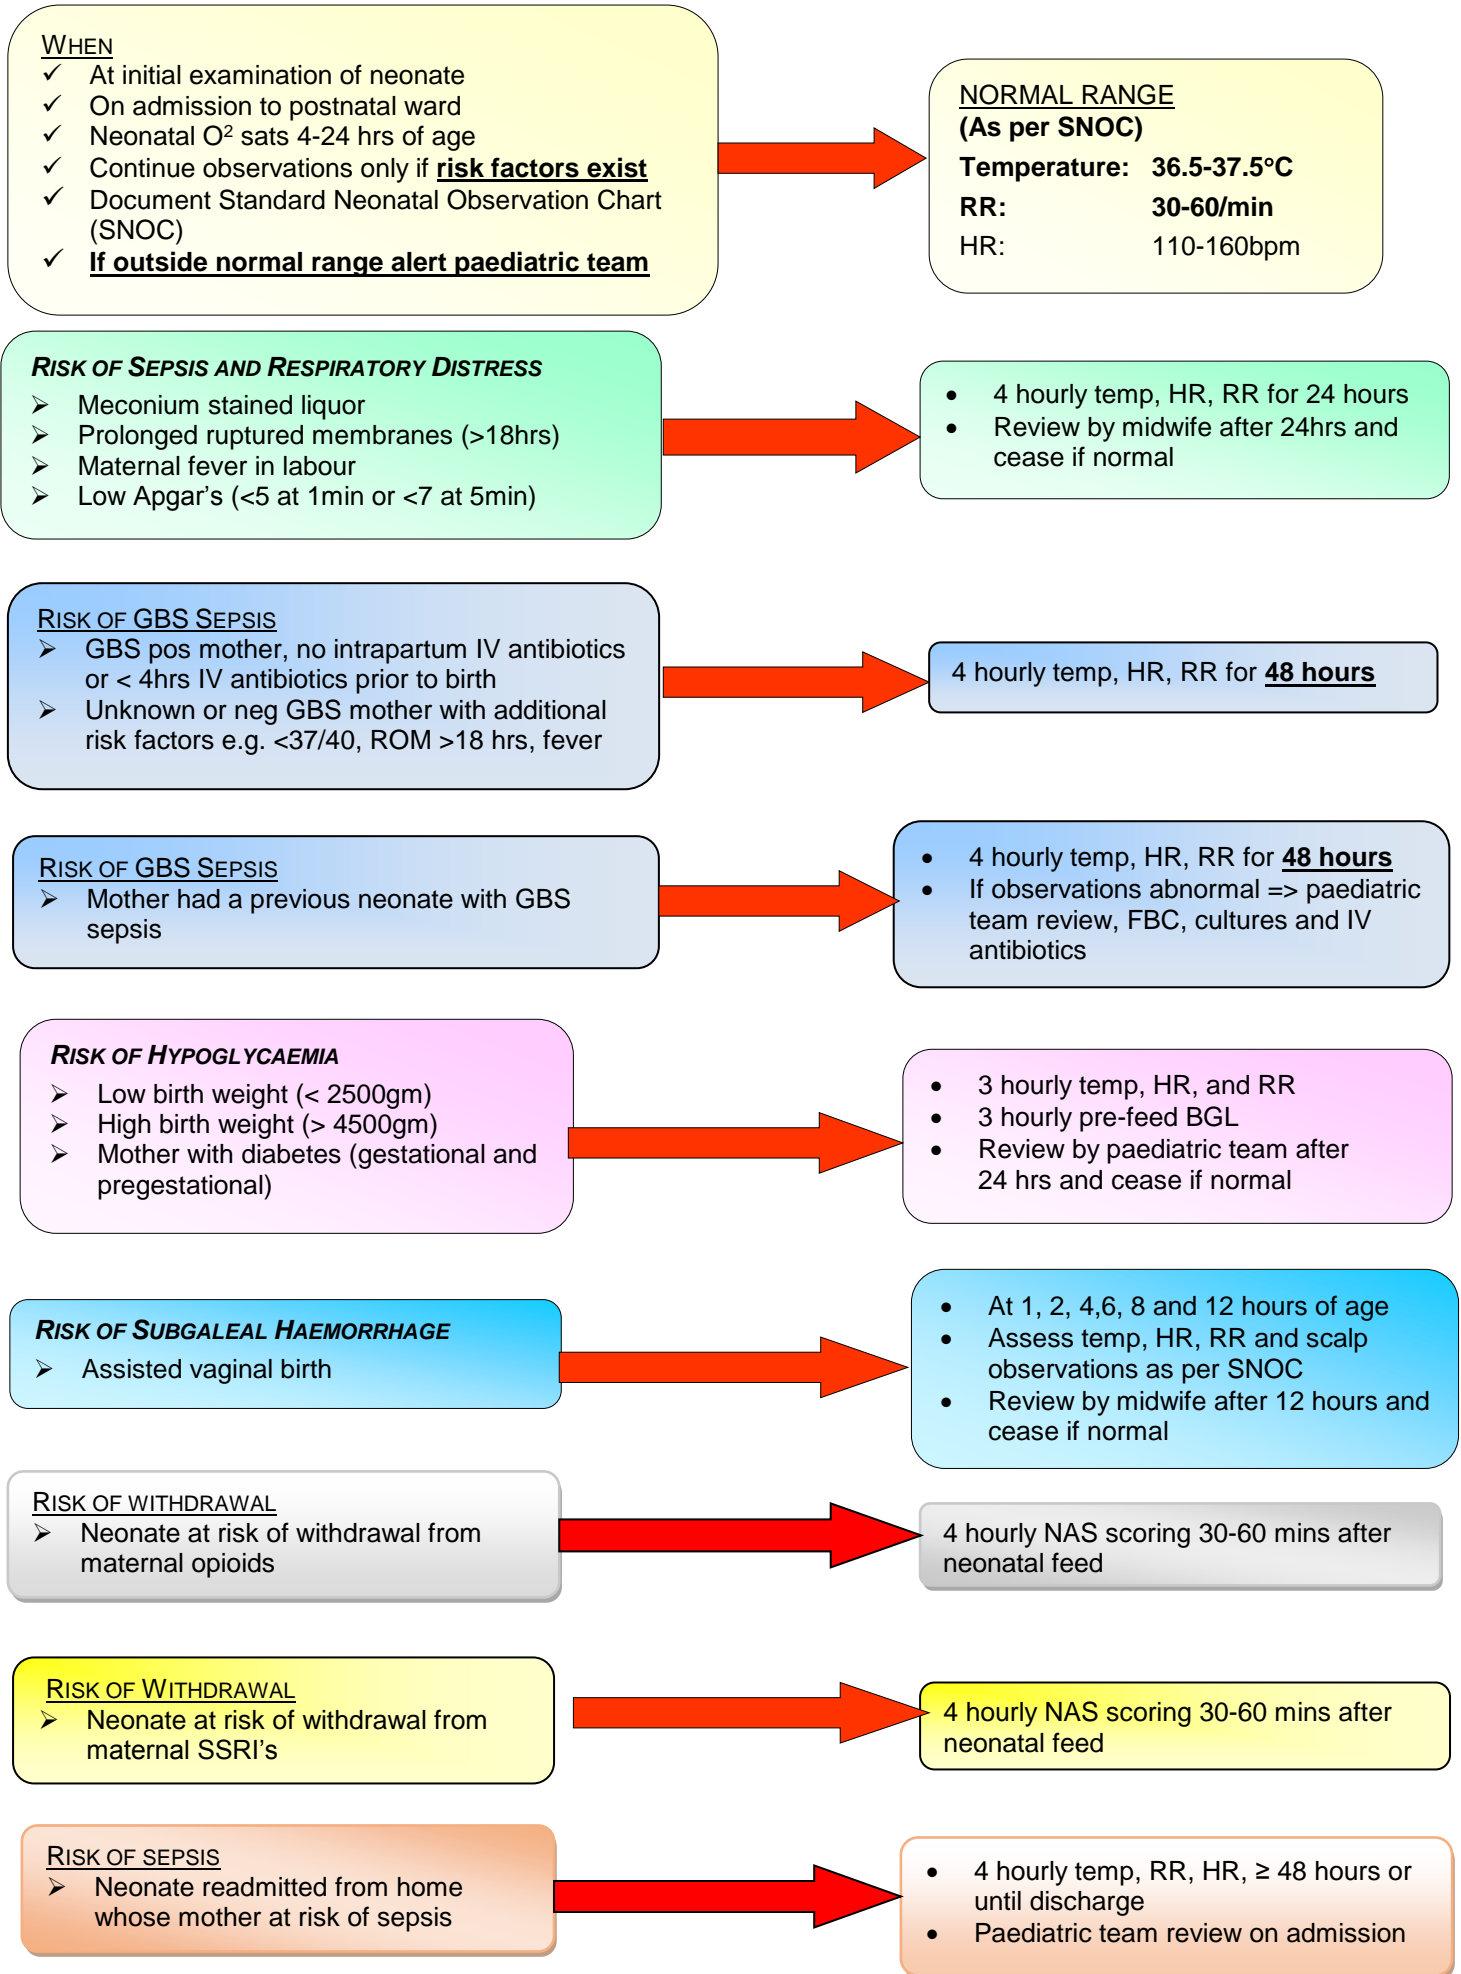 WHEN
✓ At initial examination of neonate
✓ On admission to postnatal ward
✓ Neonatal O² sats 4-24 hrs of age
✓ Continue observations only if risk factors exist
✓ Document Standard Neonatal Observation Chart
(SNOC)
✓ If outside normal range alert paediatric team
NORMAL RANGE
(As per SNOC)
Temperature: 36.5-37.5°C
RR: 30-60/min
HR: 110-160bpm
RISK OF SEPSIS AND RESPIRATORY DISTRESS
➢ Meconium stained liquor
➢ Prolonged ruptured membranes (>18hrs)
➢ Maternal fever in labour
➢ Low Apgar's (<5 at 1min or <7 at 5min)
• 4 hourly temp, HR, RR for 24 hours
• Review by midwife after 24hrs and
cease if normal
RISK OF GBS SEPSIS
➢ GBS pos mother, no intrapartum IV antibiotics
or < 4hrs IV antibiotics prior to birth
➢ Unknown or neg GBS mother with additional
risk factors e.g. <37/40, ROM >18 hrs, fever
4 hourly temp, HR, RR for 48 hours
RISK OF GBS SEPSIS
➢ Mother had a previous neonate with GBS
sepsis
• 4 hourly temp, HR, RR for 48 hours
• If observations abnormal => paediatric
team review, FBC, cultures and IV
antibiotics
RISK OF HYPOGLYCAEMIA
➢ Low birth weight (< 2500gm)
➢ High birth weight (> 4500gm)
➢ Mother with diabetes (gestational and
pregestational)
• 3 hourly temp, HR, and RR
• 3 hourly pre-feed BGL
• Review by paediatric team after
24 hrs and cease if normal
RISK OF SUBGALEAL HAEMORRHAGE
➢ Assisted vaginal birth
• At 1, 2, 4,6, 8 and 12 hours of age
• Assess temp, HR, RR and scalp
observations as per SNOC
• Review by midwife after 12 hours and
cease if normal
RISK OF WITHDRAWAL
➢ Neonate at risk of withdrawal from
maternal opioids
4 hourly NAS scoring 30-60 mins after
neonatal feed
RISK OF WITHDRAWAL
➢ Neonate at risk of withdrawal from
maternal SSRI's
4 hourly NAS scoring 30-60 mins after
neonatal feed
RISK OF SEPSIS
➢ Neonate readmitted from home
whose mother at risk of sepsis
• 4 hourly temp, RR, HR, ≥ 48 hours or
until discharge
• Paediatric team review on admission